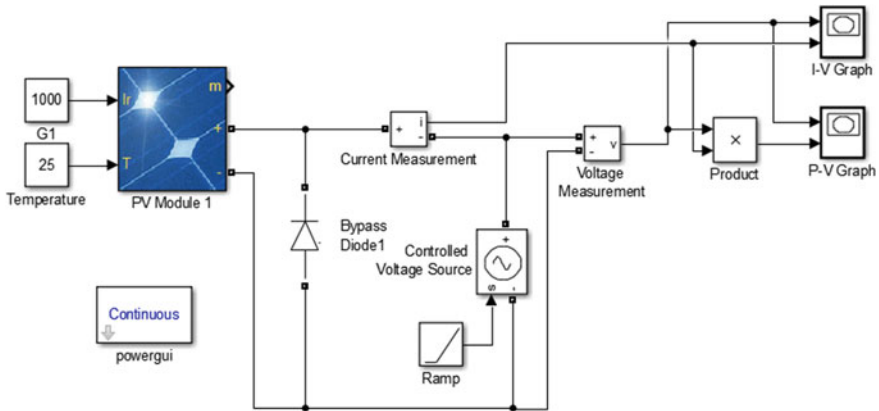 1000
G1
25
Temperature
Ir
T
m
+
-
PV Module 1
Bypass
Diode1
+
i
-
Current Measurement
Controlled
Voltage Source
+
s
-
Ramp
+
-
v
Voltage
Measurement
×
Product
I-V Graph
P-V Graph
Continuous
powergui